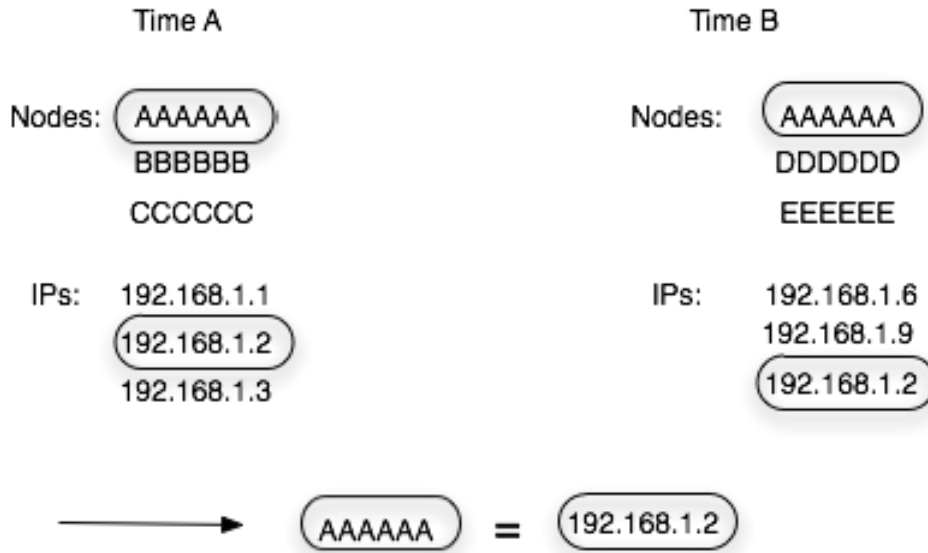 Time A
Nodes: AAAAAA
BBBBBB
CCCCCC
IPs: 192.168.1.1
192.168.1.2
192.168.1.3
Time B
Nodes: AAAAAA
DDDDDD
EEEEEE
IPs: 192.168.1.6
192.168.1.9
192.168.1.2
AAAAAA = 192.168.1.2